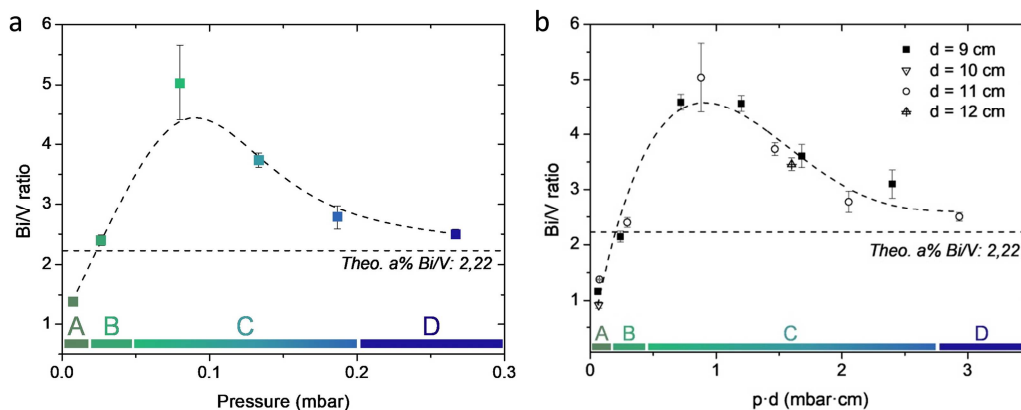 a
6
5
4
3
2
1
Bi/V ratio
Theo. a% Bi/V: 2,22
A B C D
0.0 0.1 0.2 0.3
Pressure (mbar)
b
6
5
4
3
2
1
0
Bi/V ratio
d = 9 cm
d = 10 cm
d = 11 cm
d = 12 cm
Theo. a% Bi/V: 2,22
A B C D
0 1 2 3
p·d (mbar·cm)